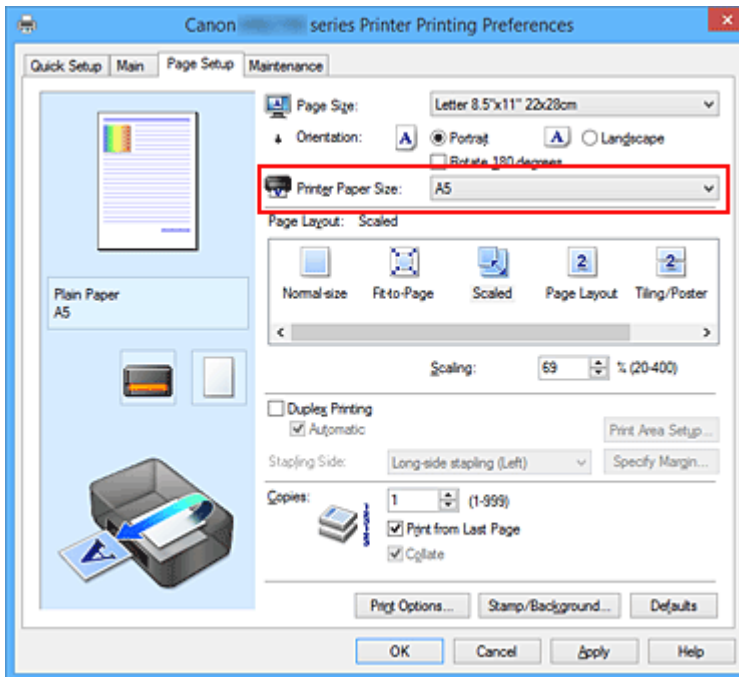 Canon series Printer Printing Preferences
Quick Setup Main Page Setup Maintenance
Page Size: Letter 8.5"x11" 22x28cm
Orientation: A Portrait A Landscape
Rotate 180 degrees
Printer Paper Size: A5
Page Layout: Scaled
Normal-size Fit-to-Page Scaled Page Layout Tiling/Poster
Plain Paper
A5
Scaling: 69 % (20-400)
Duplex Printing
Automatic
Print Area Setup...
Stapling Side: Long-side stapling (Left) Specify Margin...
Copies: 1 (1-999)
Print from Last Page
Collate
Print Options... Stamp/Background... Defaults
OK Cancel Apply Help